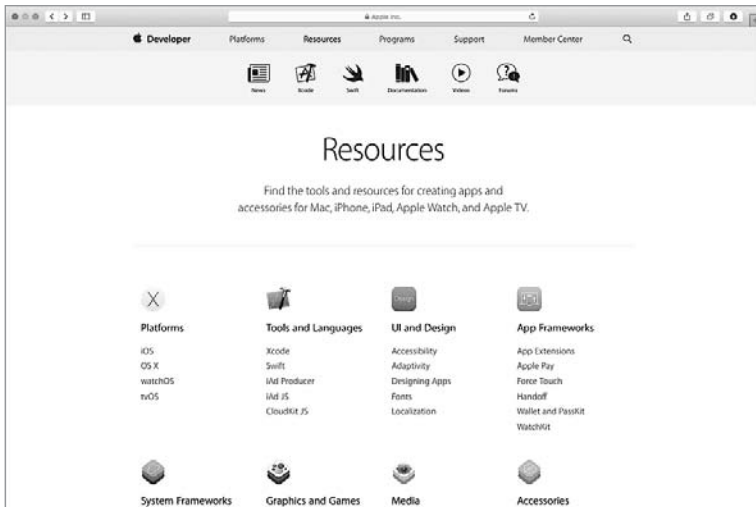 Apple Inc.
Developer Platforms Resources Programs Support Member Center
News Xcode Swift Documentation Videos Forums
Resources
Find the tools and resources for creating apps and
accessories for Mac, iPhone, iPad, Apple Watch, and Apple TV.
Design
Platforms
iOS
OS X
watchOS
tvOS
Tools and Languages
Xcode
Swift
iAd Producer
iAd JS
CloudKit JS
UI and Design
Accessibility
Adaptivity
Designing Apps
Fonts
Localization
App Frameworks
App Extensions
Apple Pay
Force Touch
Handoff
Wallet and PassKit
WatchKit
System Frameworks
Graphics and Games
Media
Accessories